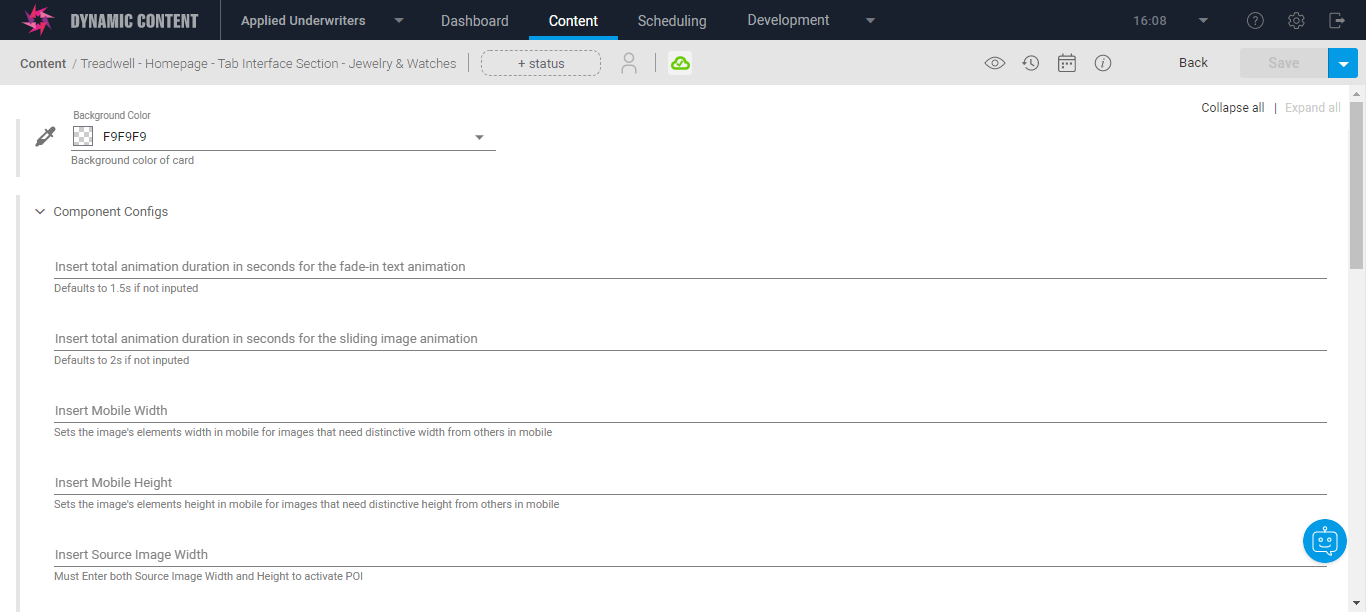 DYNAMIC CONTENT
Applied Underwriters
Dashboard
Content
Scheduling
Development
16:08
?
Content / Treadwell - Homepage - Tab Interface Section - Jewelry & Watches
+ status
i
Back
Save
Collapse all | Expand all
Background Color
F9F9F9
Background color of card
Component Configs
Insert total animation duration in seconds for the fade-in text animation
Defaults to 1.5s if not inputed
Insert total animation duration in seconds for the sliding image animation
Defaults to 2s if not inputed
Insert Mobile Width
Sets the image's elements width in mobile for images that need distinctive width from others in mobile
Insert Mobile Height
Sets the image's elements height in mobile for images that need distinctive height from others in mobile
Insert Source Image Width
Must Enter both Source Image Width and Height to activate POI